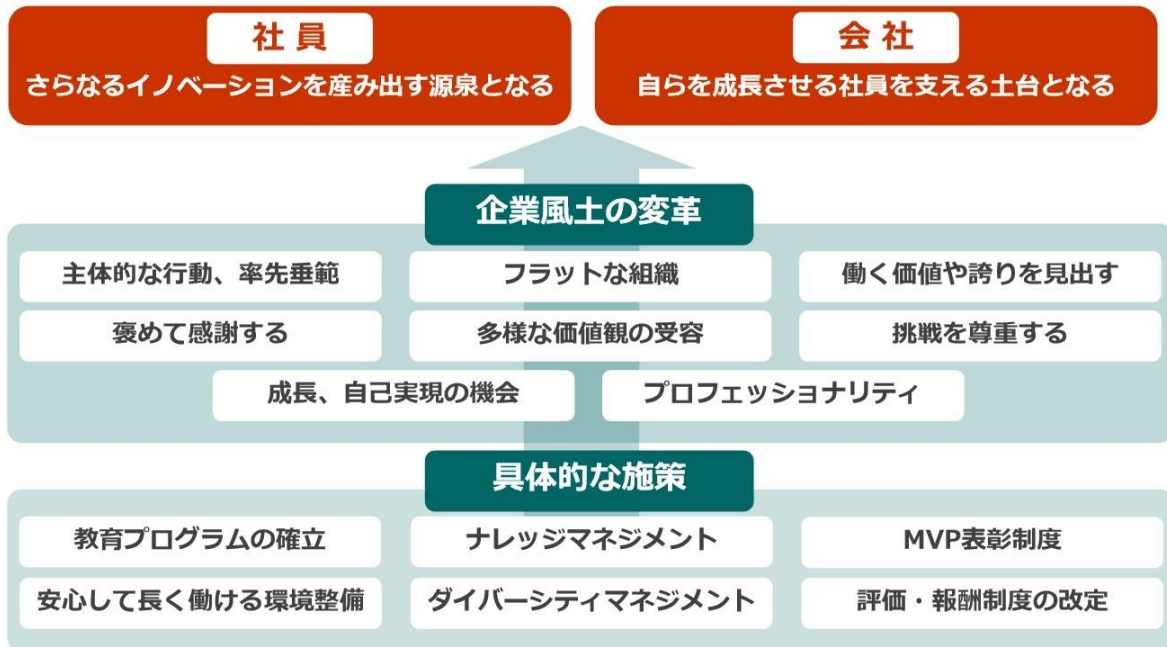 社員
さらなるイノベーションを産み出す源泉となる
会社
自らを成長させる社員を支える土台となる
企業風土の変革
主体的な行動、率先垂範
フラットな組織
働く価値や誇りを見出す
褒めて感謝する
多様な価値観の受容
挑戦を尊重する
成長、自己実現の機会
プロフェッショナリティ
具体的な施策
教育プログラムの確立
ナレッジマネジメント
MVP表彰制度
安心して長く働ける環境整備
ダイバーシティマネジメント
評価・報酬制度の改定